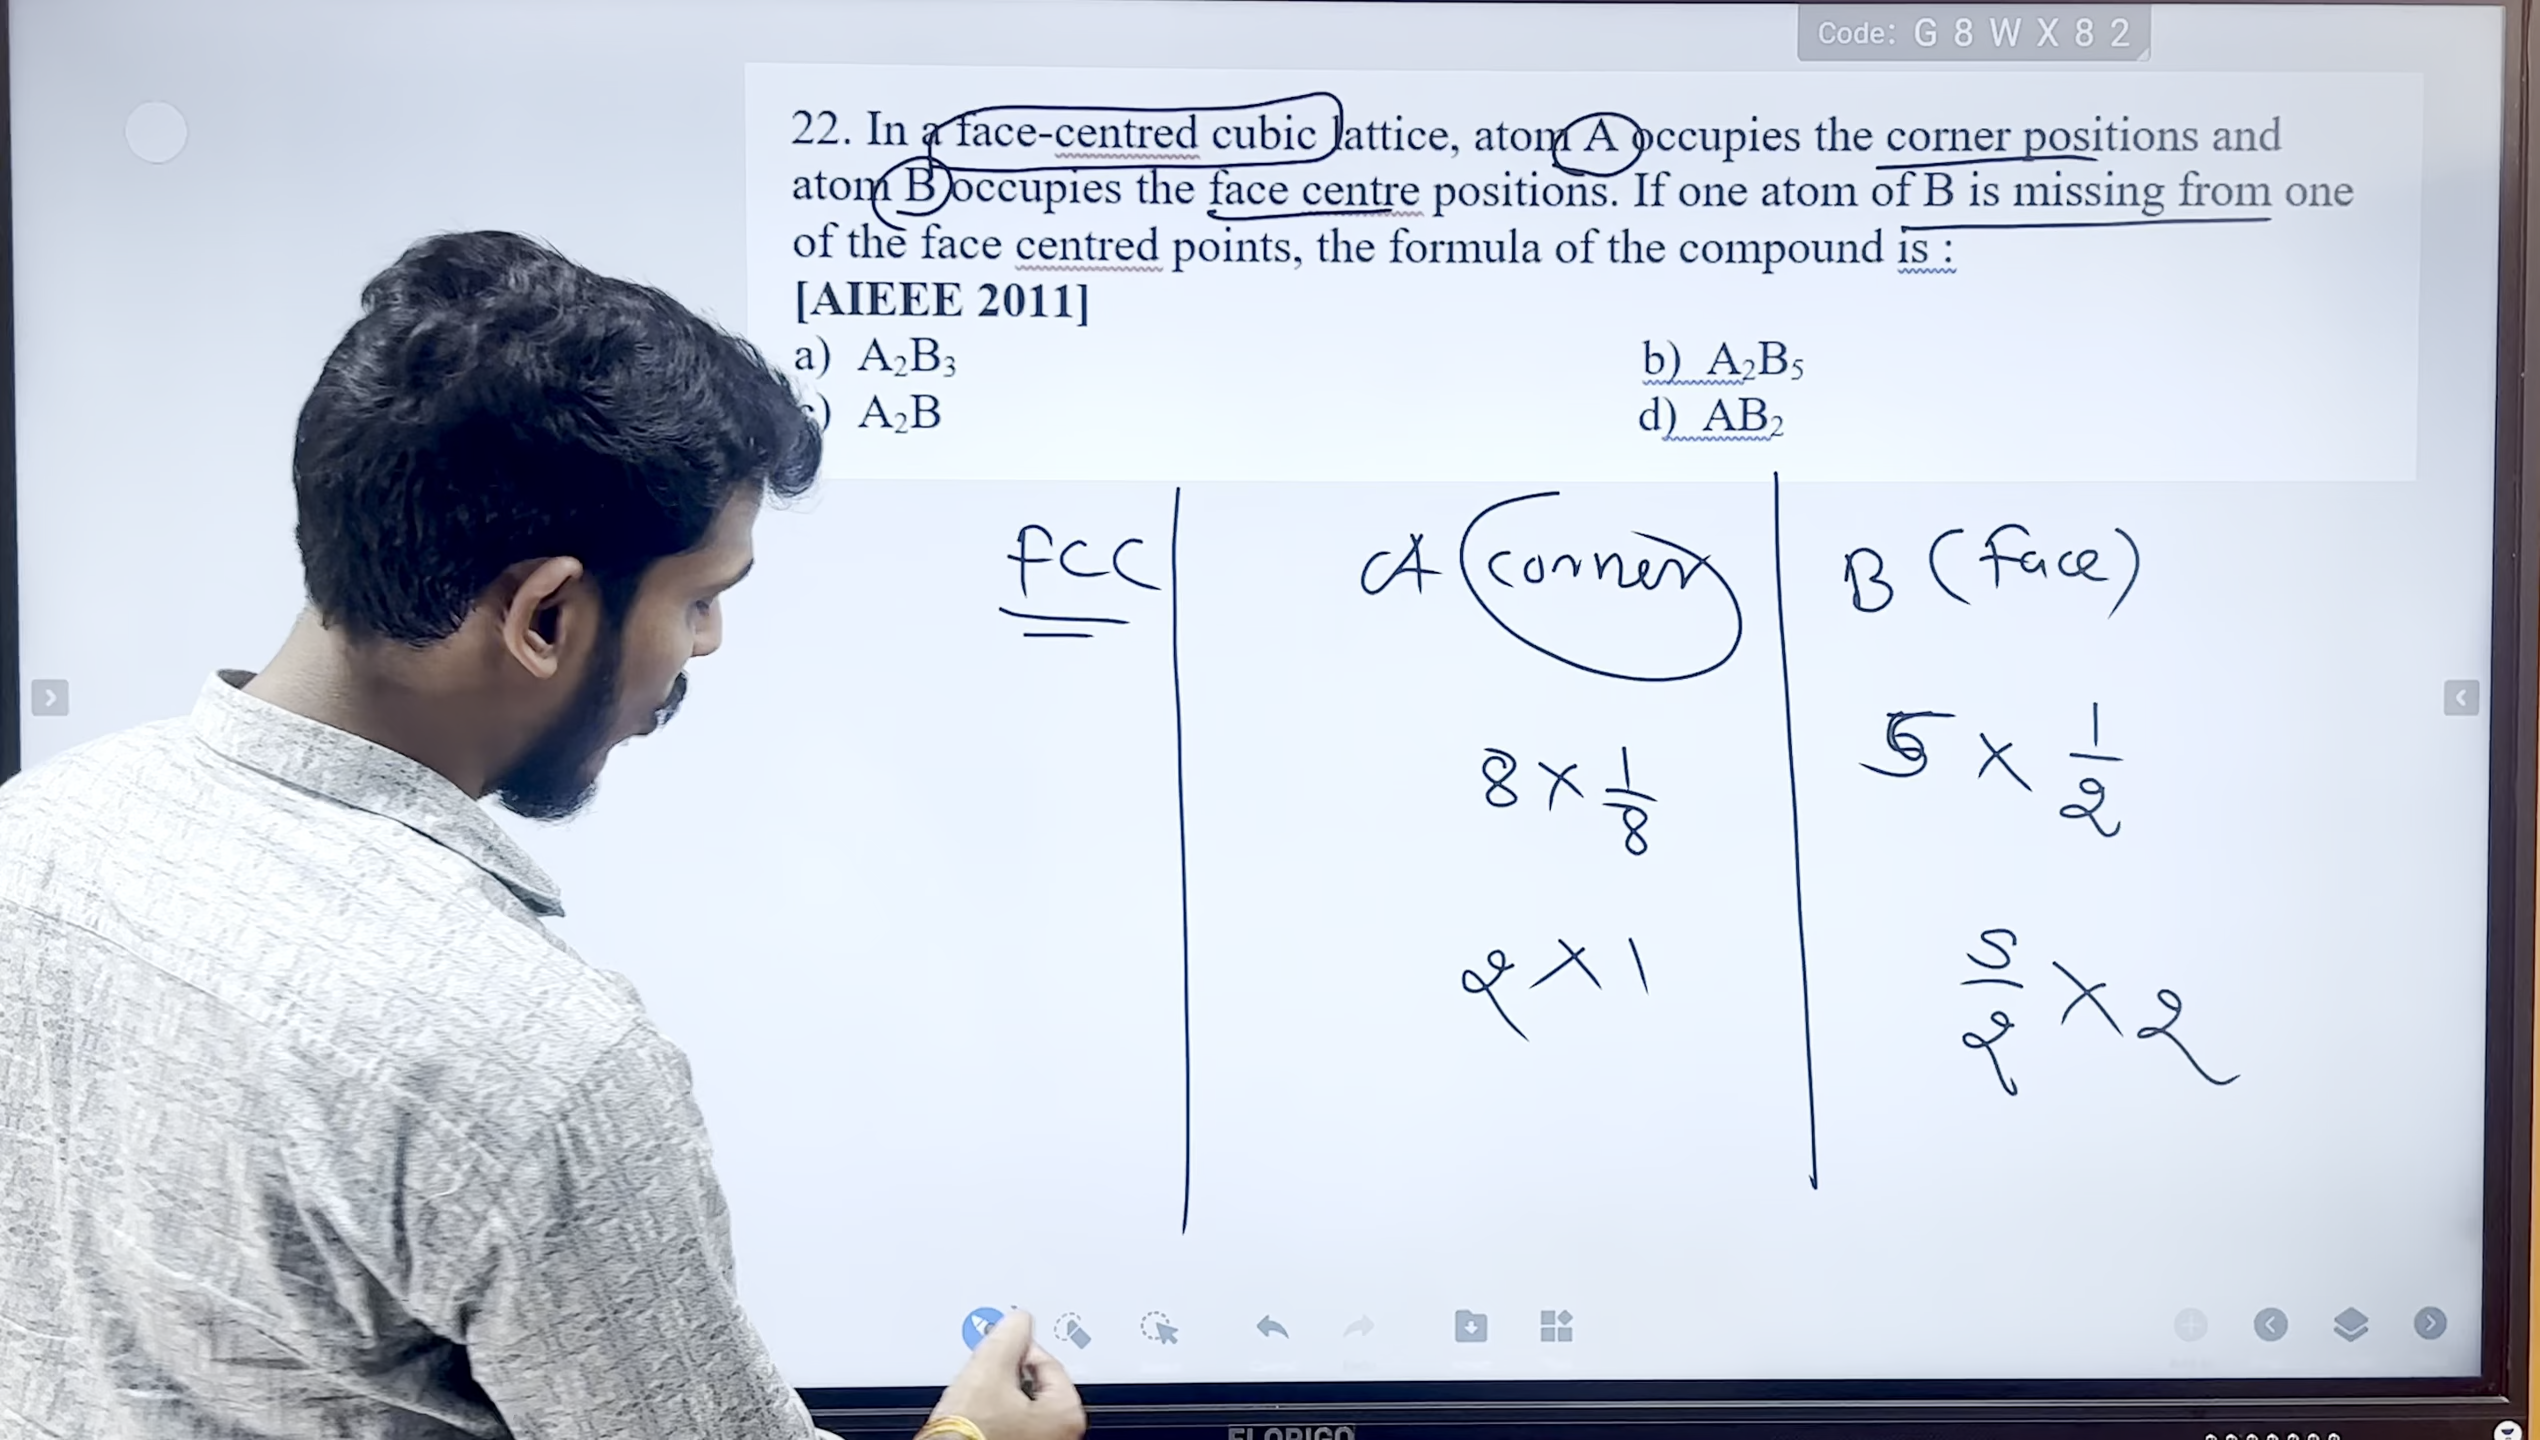 Code: G 8 W X 8 2
22. In a face-centred cubic lattice, atom A occupies the corner positions and
atom B occupies the face centre positions. If one atom of B is missing from one
of the face centred points, the formula of the compound is :
[AIEEE 2011]
a) A₂B₃
b) A₂B₅
) A₂B
d) AB₂
FCC
A (corner)
B (Face)
8 × 1/8
5 × 1/2
2 × 1
5/2 × 2